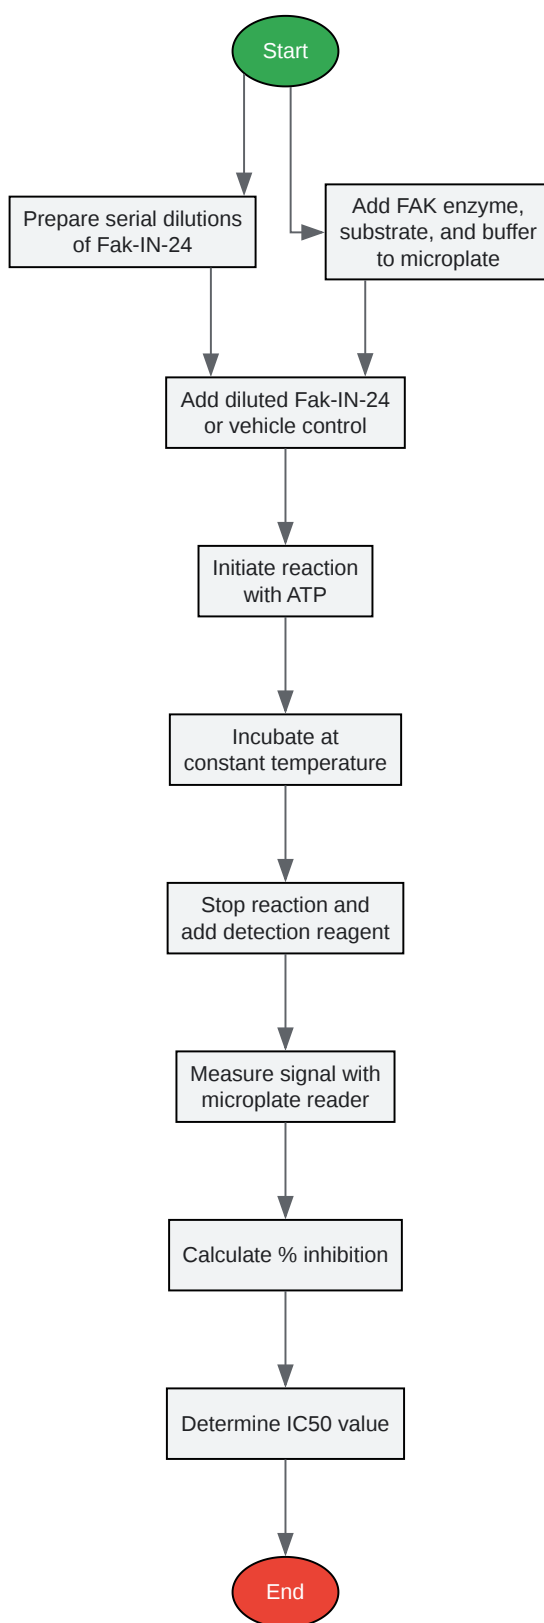 Start
Prepare serial dilutions
of Fak-IN-24
Add FAK enzyme,
substrate, and buffer
to microplate
Add diluted Fak-IN-24
or vehicle control
Initiate reaction
with ATP
Incubate at
constant temperature
Stop reaction and
add detection reagent
Measure signal with
microplate reader
Calculate % inhibition
Determine IC50 value
End